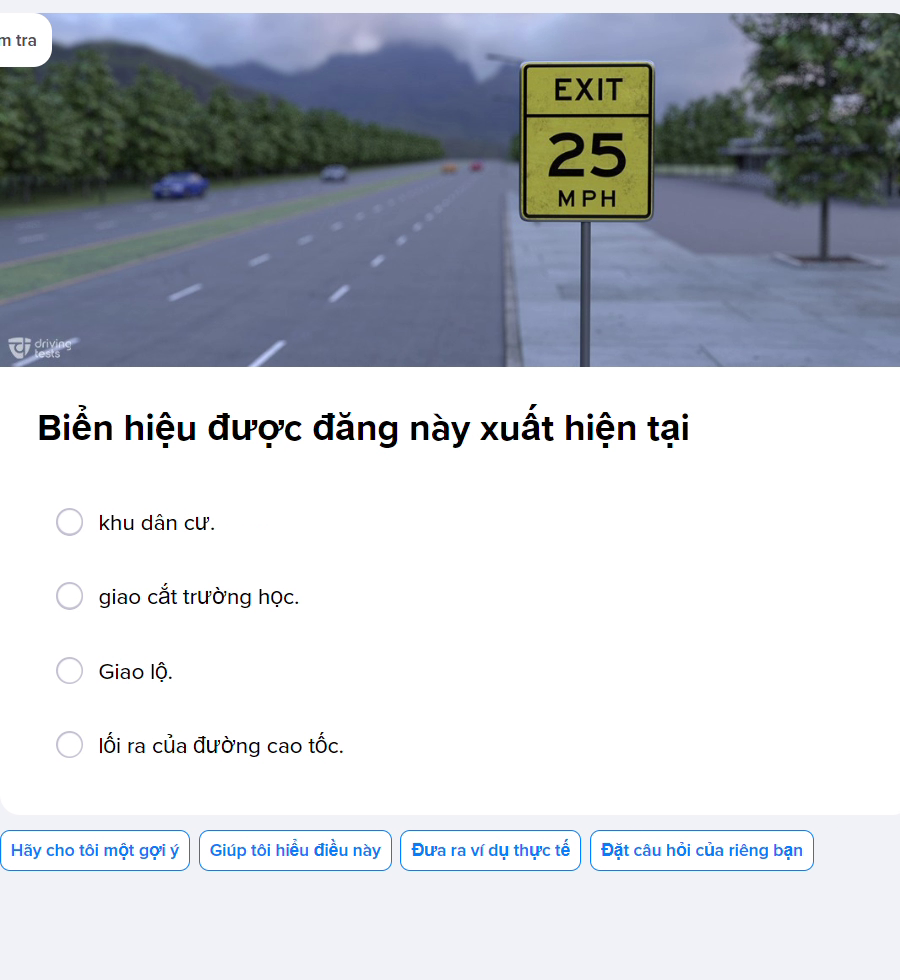 m tra
EXIT
25
MPH
driving
tests
Biển hiệu được đăng này xuất hiện tại
khu dân cư.
giao cắt trường học.
Giao lộ.
lối ra của đường cao tốc.
Hãy cho tôi một gợi ý
Giúp tôi hiểu điều này
Đưa ra ví dụ thực tế
Đặt câu hỏi của riêng bạn